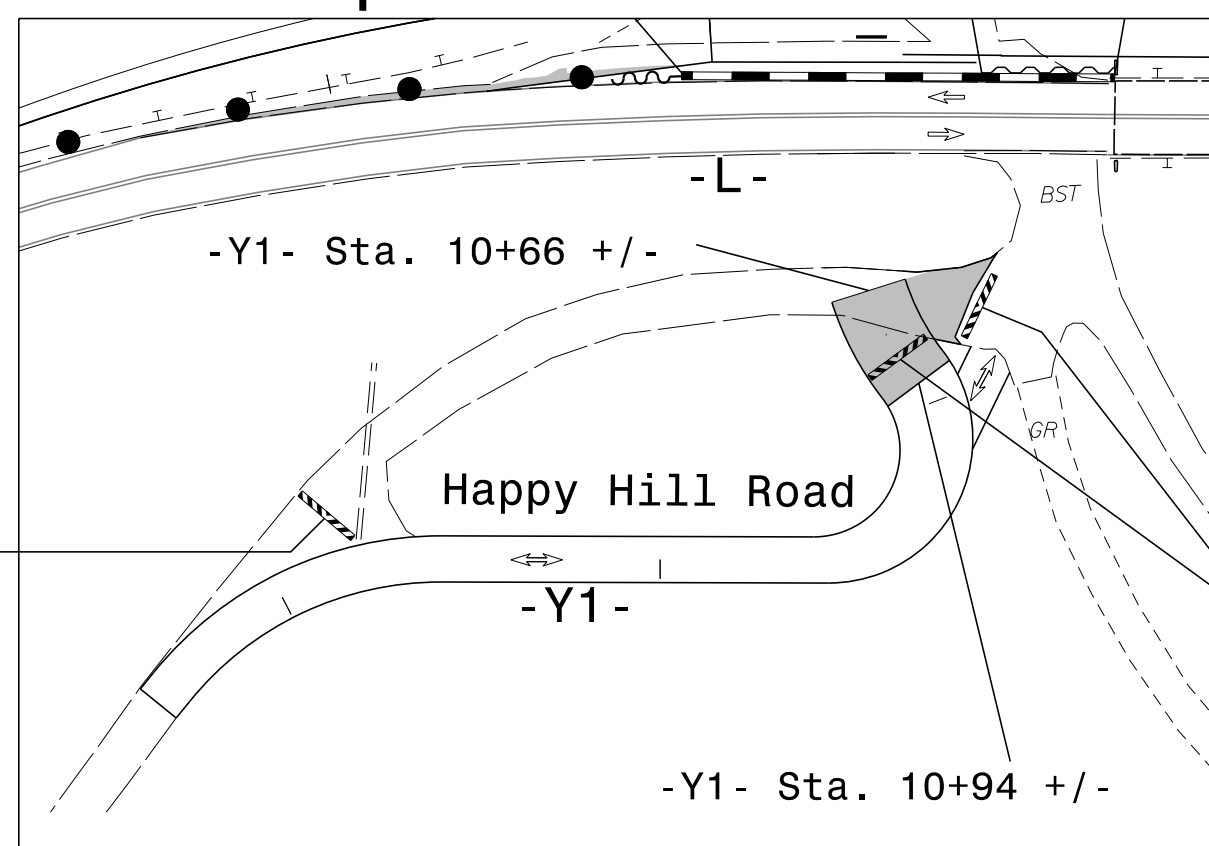 -L-
BST
-Y1- Sta. 10+66 +/-
GR
Happy Hill Road
-Y1-
-Y1- Sta. 10+94 +/-